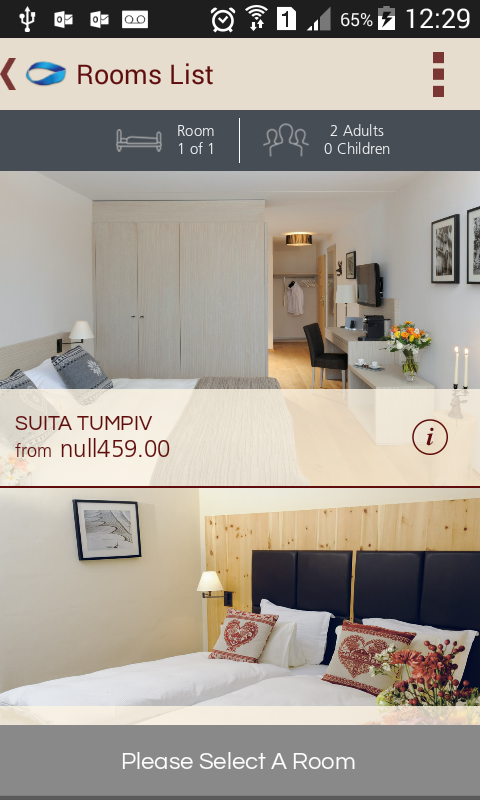 1
65%
12:29
Rooms List
Room
1 of 1
2 Adults
0 Children
SUITA TUMPIV
from null459.00
i
Please Select A Room